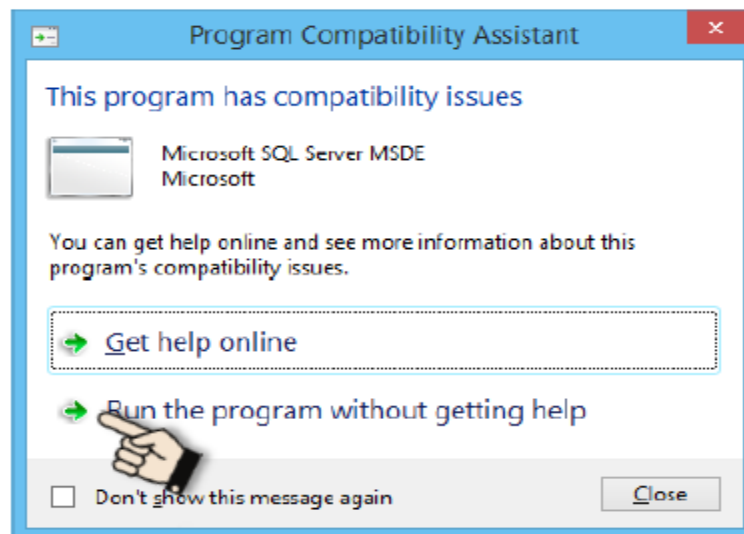 Program Compatibility Assistant
This program has compatibility issues
Microsoft SQL Server MSDE
Microsoft
You can get help online and see more information about this
program's compatibility issues.
Get help online
Run the program without getting help
Don't show this message again
Close